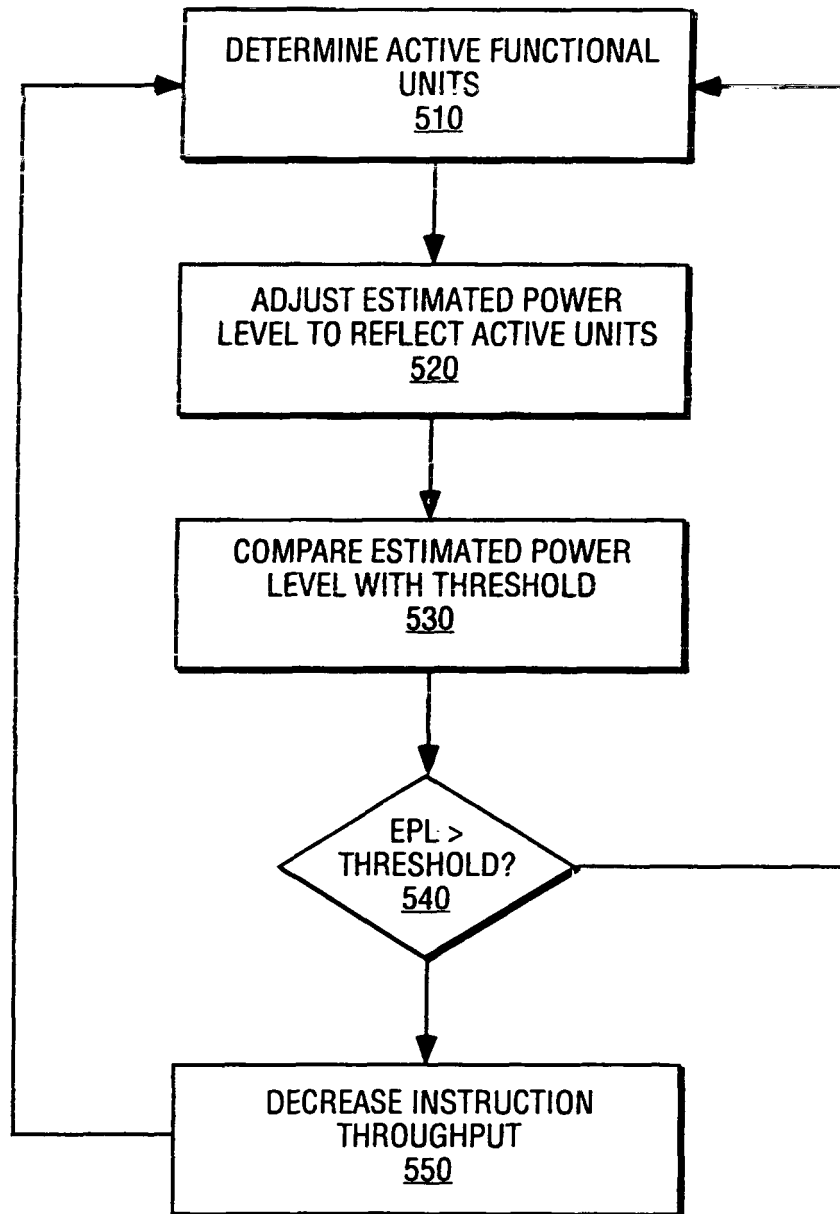 DETERMINE ACTIVE FUNCTIONAL
UNITS
510
ADJUST ESTIMATED POWER
LEVEL TO REFLECT ACTIVE UNITS
520
COMPARE ESTIMATED POWER
LEVEL WITH THRESHOLD
530
EPL >
THRESHOLD?
540
DECREASE INSTRUCTION
THROUGHPUT
550